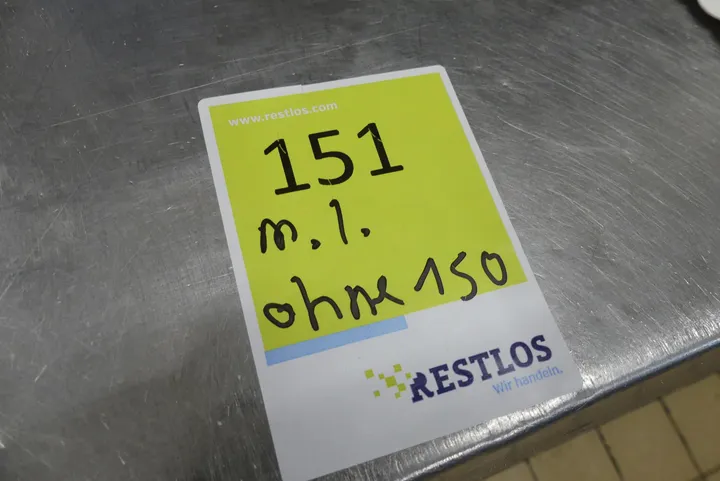 www.restlos.com
151
m.l.
ohne 150
RESTLOS
Wir handeln.